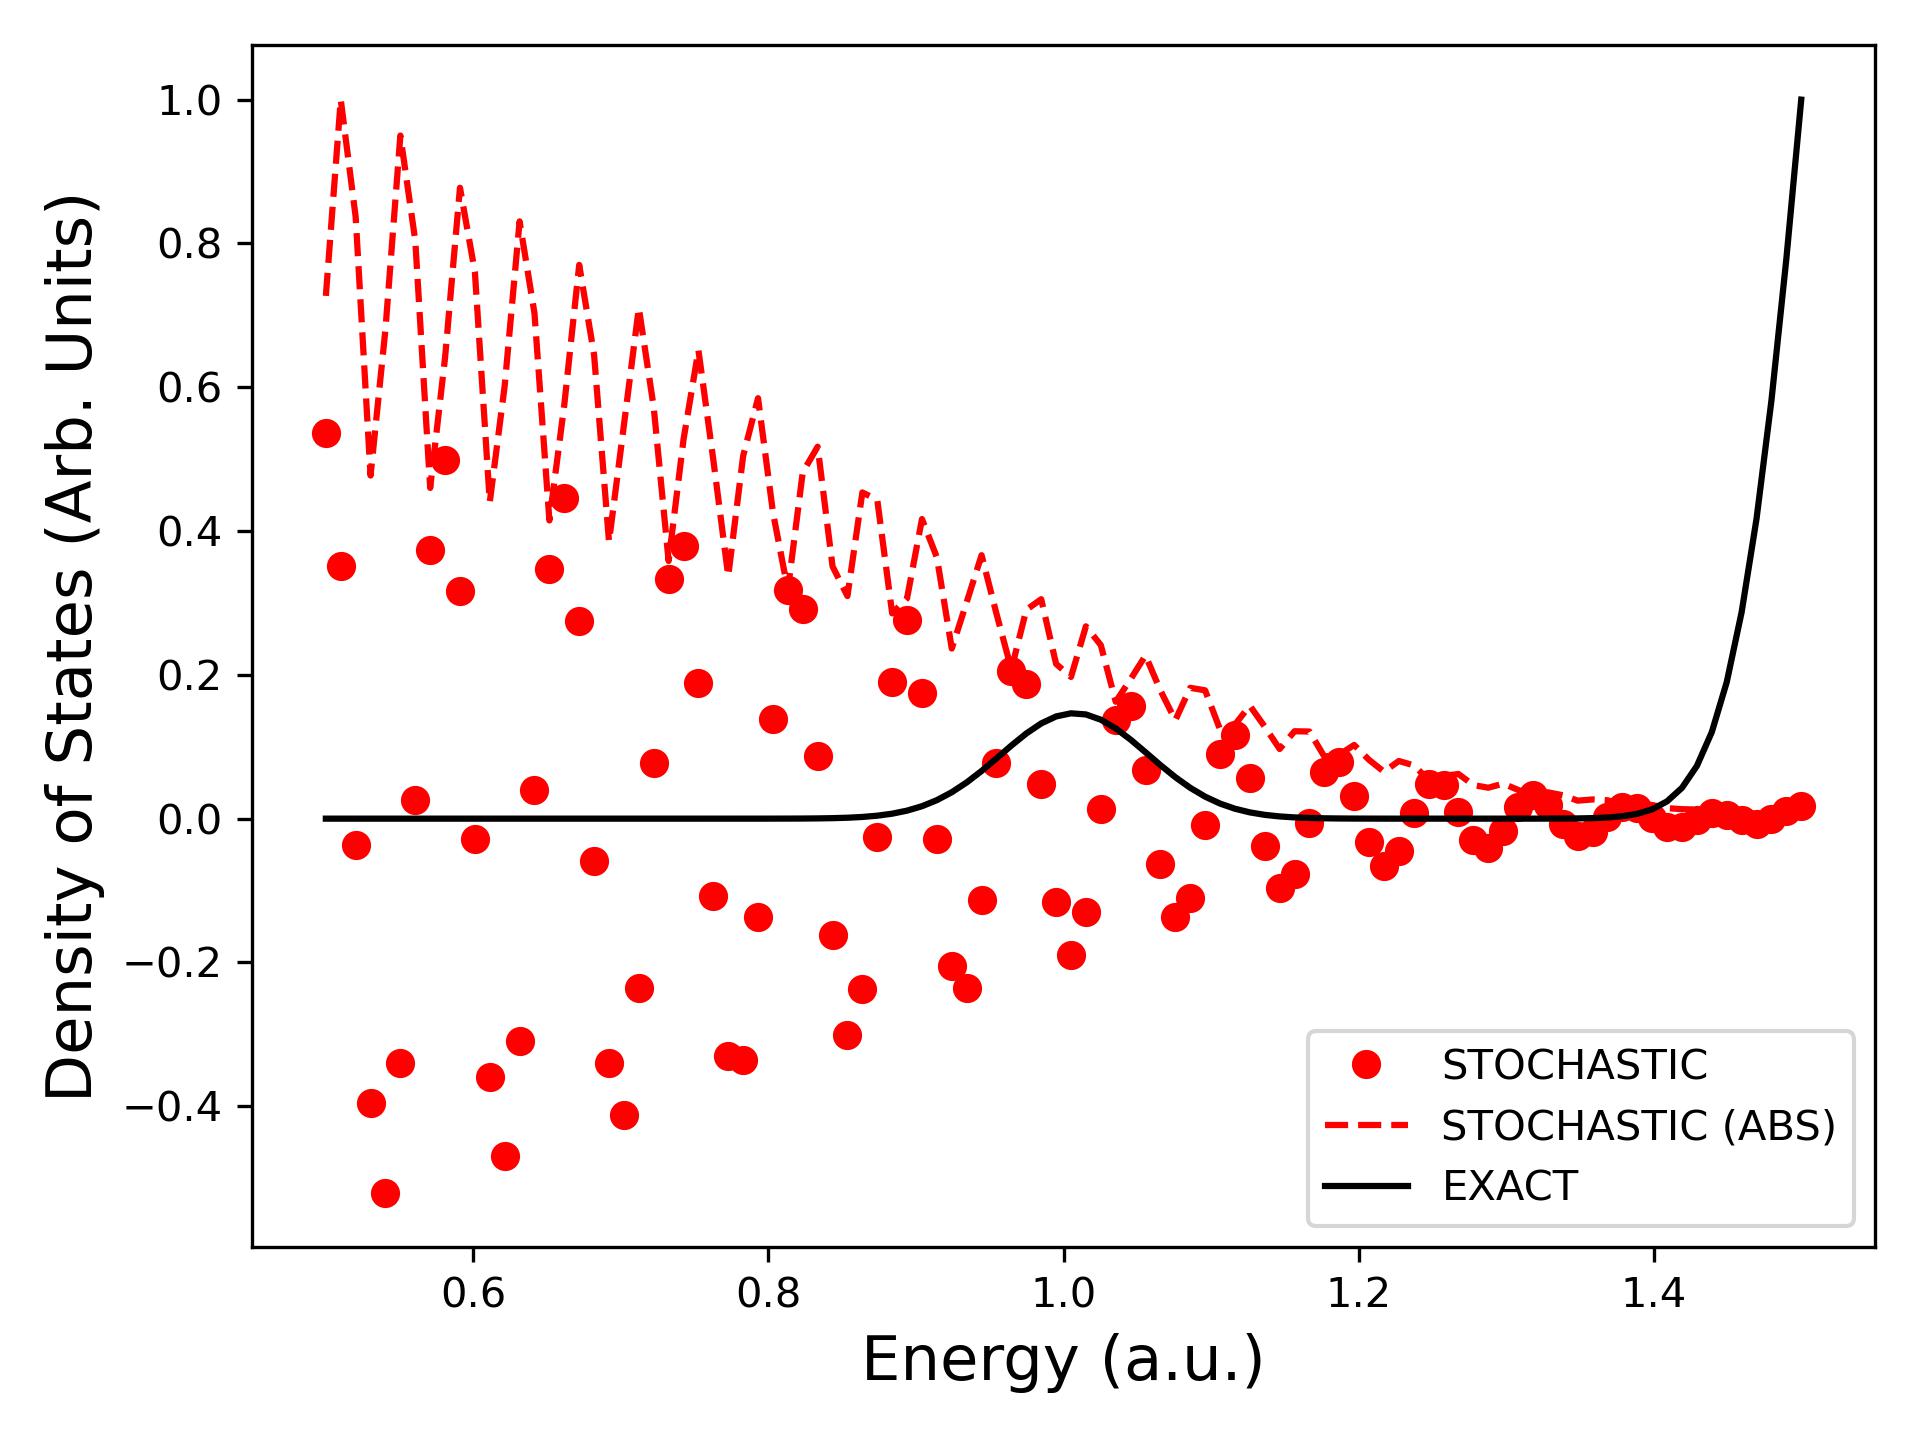 1.0
0.8
0.6
0.4
0.2
0.0
−0.2
−0.4
Density of States (Arb. Units)
STOCHASTIC
STOCHASTIC (ABS)
EXACT
0.6 0.8 1.0 1.2 1.4
Energy (a.u.)